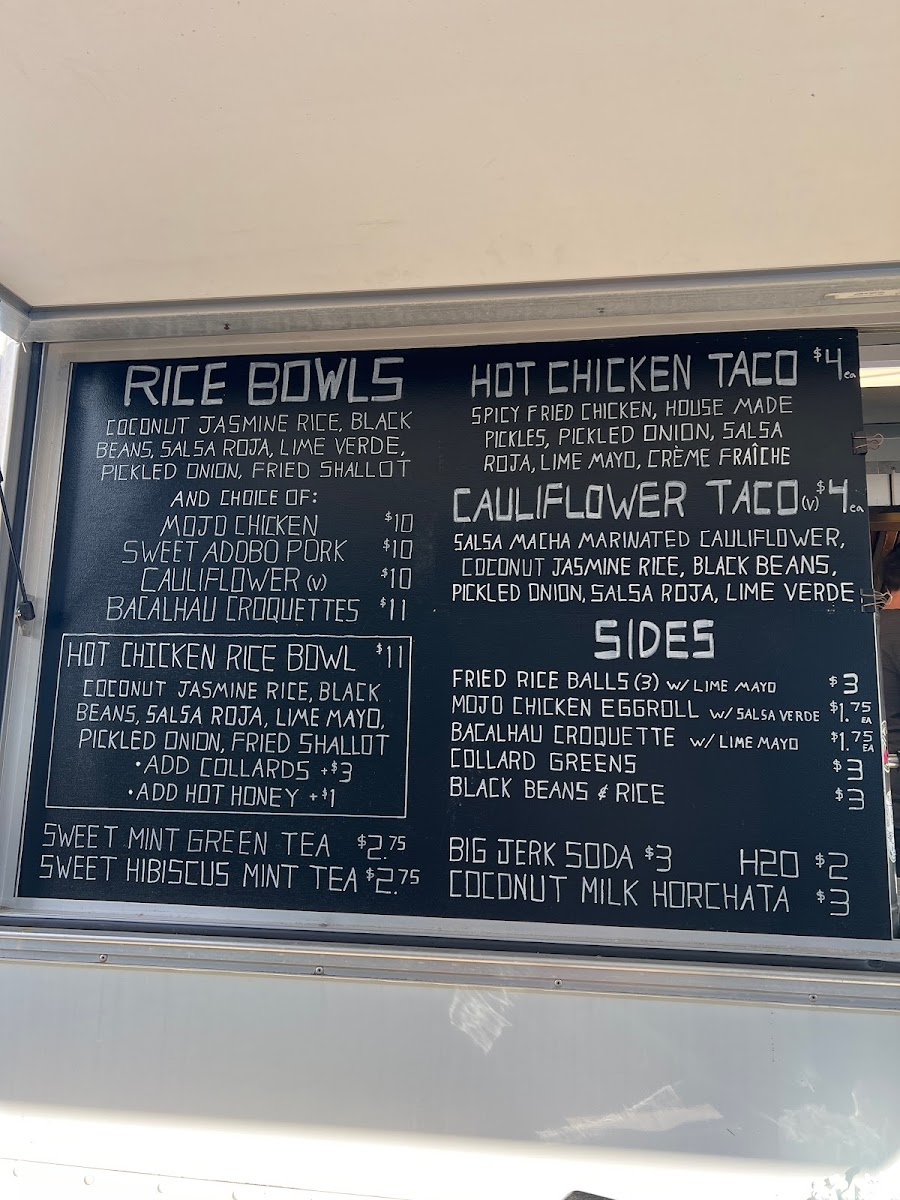 RICE BOWLS
COCONUT JASMINE RICE, BLACK
BEANS, SALSA ROJA, LIME VERDE,
PICKLED ONION, FRIED SHALLOT
AND CHOICE OF:
MOJO CHICKEN $10
SWEET ADOBO PORK $10
CAULIFLOWER (V) $10
BACALHAU CROQUETTES $11
HOT CHICKEN RICE BOWL $11
COCONUT JASMINE RICE, BLACK
BEANS, SALSA ROJA, LIME MAYO,
PICKLED ONION, FRIED SHALLOT
•ADD COLLARDS +$3
•ADD HOT HONEY +$1
SWEET MINT GREEN TEA $2.75
SWEET HIBISCUS MINT TEA $2.75
HOT CHICKEN TACO $4 ea
SPICY FRIED CHICKEN, HOUSE MADE
PICKLES, PICKLED ONION, SALSA
ROJA, LIME MAYO, CRÈME FRAÎCHE
CAULIFLOWER TACO (V) $4 ea
SALSA MACHA MARINATED CAULIFLOWER,
COCONUT JASMINE RICE, BLACK BEANS,
PICKLED ONION, SALSA ROJA, LIME VERDE
SIDES
FRIED RICE BALLS (3) W/ LIME MAYO $3
MOJO CHICKEN EGGROLL W/ SALSA VERDE $1.75 EA
BACALHAU CROQUETTE W/ LIME MAYO $1.75 EA
COLLARD GREENS $3
BLACK BEANS & RICE $3
BIG JERK SODA $3 H2O $2
COCONUT MILK HORCHATA $3